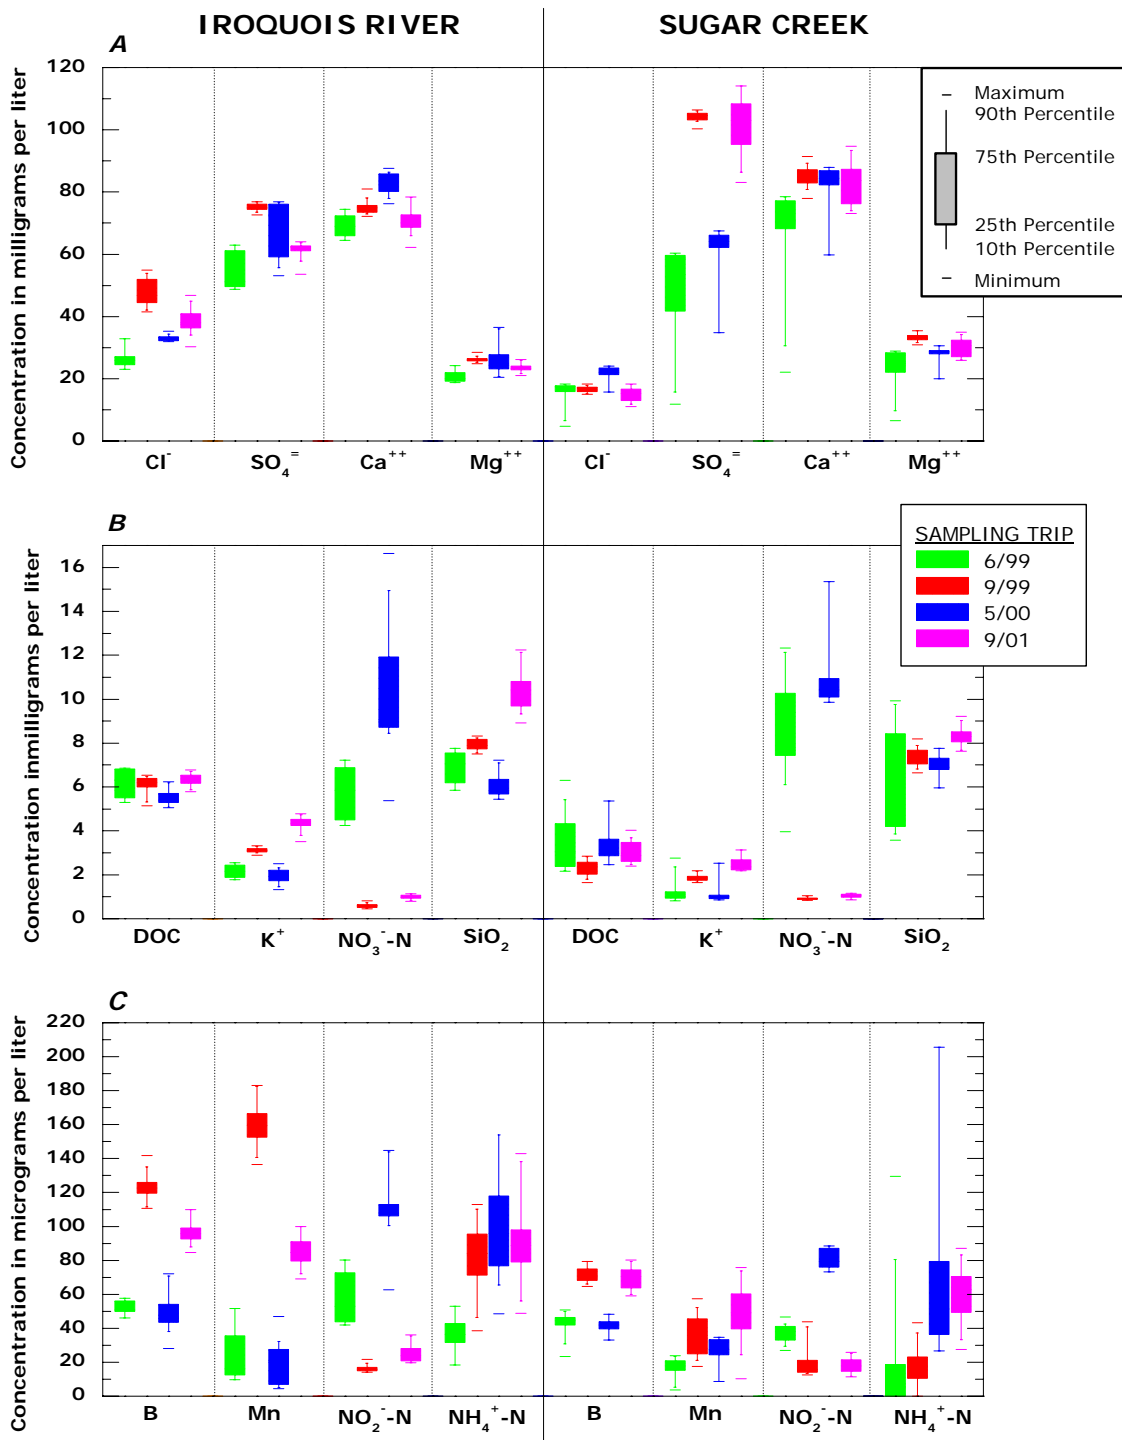 IROQUOIS RIVER SUGAR CREEK
A
Concentration in milligrams per liter
120
100
80
60
40
20
0
Cl⁻ SO₄⁼ Ca⁺⁺ Mg⁺⁺ Cl⁻ SO₄⁼ Ca⁺⁺ Mg⁺⁺
Maximum
90th Percentile
75th Percentile
25th Percentile
10th Percentile
Minimum
B
Concentration inmilligrams per liter
16
14
12
10
8
6
4
2
0
DOC K⁺ NO₃⁻-N SiO₂ DOC K⁺ NO₃⁻-N SiO₂
SAMPLING TRIP
6/99
9/99
5/00
9/01
C
Concentration in micrograms per liter
220
200
180
160
140
120
100
80
60
40
20
0
B Mn NO₂⁻-N NH₄⁺-N B Mn NO₂⁻-N NH₄⁺-N